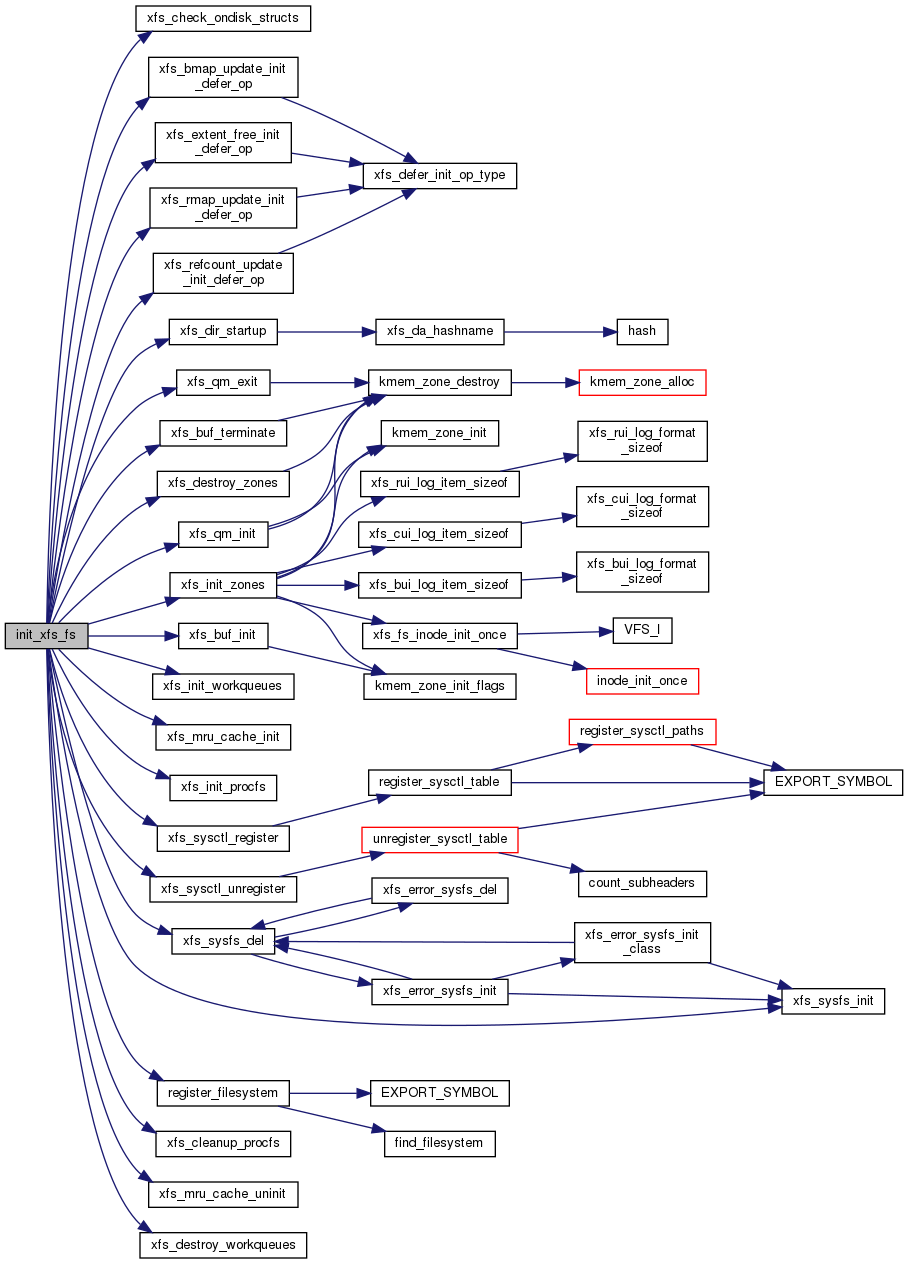 xfs_check_ondisk_structs
xfs_bmap_update_init
_defer_op
xfs_extent_free_init
_defer_op
xfs_defer_init_op_type
xfs_rmap_update_init
_defer_op
xfs_refcount_update
_init_defer_op
xfs_dir_startup
xfs_da_hashname
hash
xfs_qm_exit
kmem_zone_destroy
kmem_zone_alloc
xfs_buf_terminate
kmem_zone_init
xfs_rui_log_format
_sizeof
xfs_destroy_zones
xfs_rui_log_item_sizeof
xfs_qm_init
xfs_cui_log_item_sizeof
xfs_cui_log_format
_sizeof
xfs_init_zones
xfs_bui_log_item_sizeof
xfs_bui_log_format
_sizeof
init_xfs_fs
xfs_buf_init
xfs_fs_inode_init_once
VFS_I
xfs_init_workqueues
kmem_zone_init_flags
inode_init_once
xfs_mru_cache_init
register_sysctl_paths
xfs_init_procfs
register_sysctl_table
EXPORT_SYMBOL
xfs_sysctl_register
unregister_sysctl_table
xfs_sysctl_unregister
xfs_error_sysfs_del
count_subheaders
xfs_sysfs_del
xfs_error_sysfs_init
_class
xfs_error_sysfs_init
xfs_sysfs_init
register_filesystem
EXPORT_SYMBOL
xfs_cleanup_procfs
find_filesystem
xfs_mru_cache_uninit
xfs_destroy_workqueues